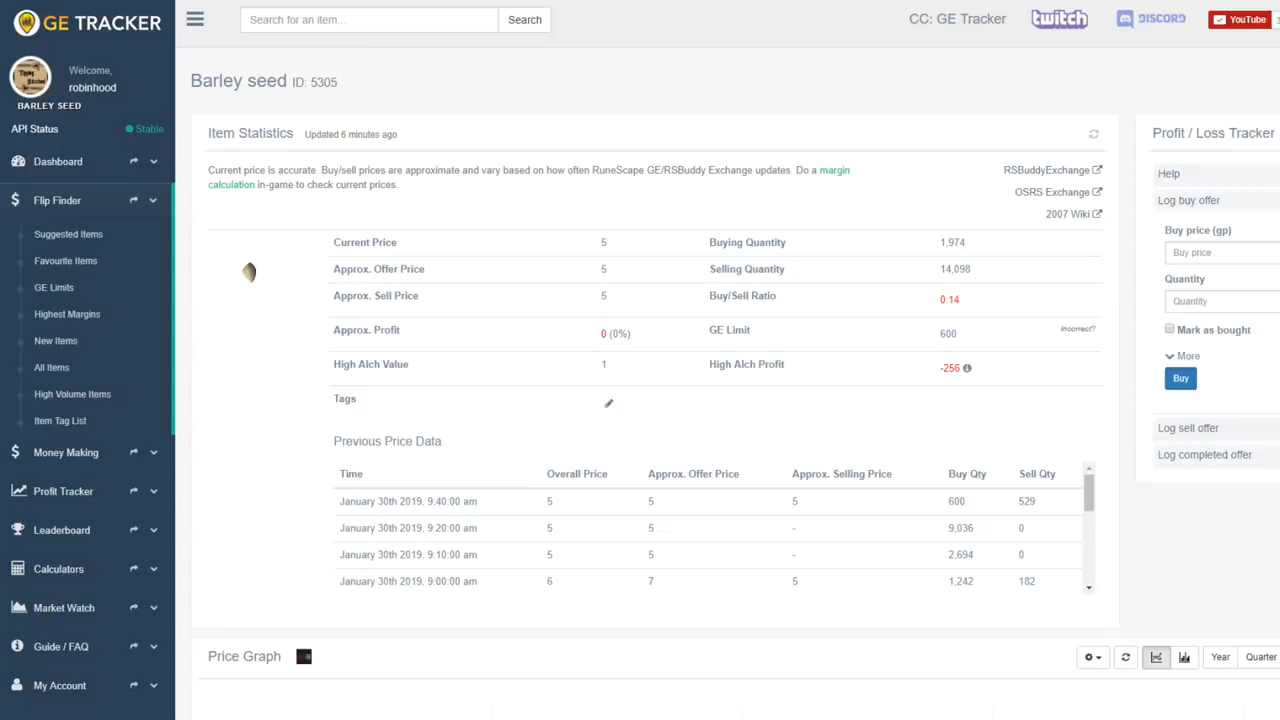 GE TRACKER
Search for an item...
Search
CC: GE Tracker
twitch
DISCORD
YouTube
Welcome,
robinhood
BARLEY SEED
API Status
Stable
Dashboard
Flip Finder
Suggested Items
Favourite Items
GE Limits
Highest Margins
New Items
All Items
High Volume Items
Item Tag List
Money Making
Profit Tracker
Leaderboard
Calculators
Market Watch
Guide / FAQ
My Account
Barley seed ID: 5305
Item Statistics Updated 6 minutes ago
Current price is accurate. Buy/sell prices are approximate and vary based on how often RuneScape GE/RSBuddy Exchange updates. Do a margin
calculation in-game to check current prices.
RSBuddyExchange
OSRS Exchange
2007 Wiki
Current Price 5 Buying Quantity 1,974
Approx. Offer Price 5 Selling Quantity 14,098
Approx. Sell Price 5 Buy/Sell Ratio 0.14
Approx. Profit 0 (0%) GE Limit 600 incorrect?
High Alch Value 1 High Alch Profit -256
Tags
Previous Price Data
Time Overall Price Approx. Offer Price Approx. Selling Price Buy Qty Sell Qty
January 30th 2019, 9:40:00 am 5 5 5 600 529
January 30th 2019, 9:20:00 am 5 5 - 9,036 0
January 30th 2019, 9:10:00 am 5 5 - 2,694 0
January 30th 2019, 9:00:00 am 6 7 5 1,242 182
Price Graph
Year Quarter
Profit / Loss Tracker
Help
Log buy offer
Buy price (gp)
Buy price
Quantity
Quantity
Mark as bought
More
Buy
Log sell offer
Log completed offer